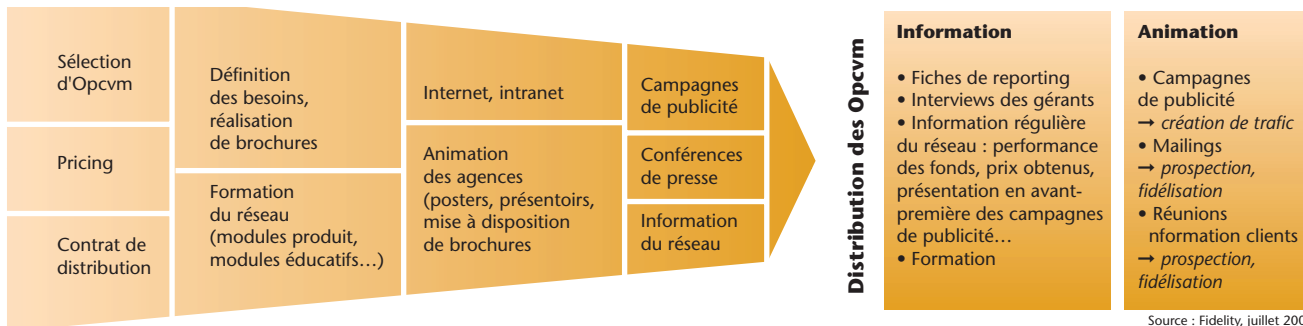 Sélection
d'Opcvm
Pricing
Contrat de
distribution
Définition
des besoins,
réalisation
de brochures
Formation
du réseau
(modules produit,
modules éducatifs…)
Internet, intranet
Animation
des agences
(posters, présentoirs,
mise à disposition
de brochures
Campagnes
de publicité
Conférences
de presse
Information
du réseau
Distribution des Opcvm
Information
• Fiches de reporting
• Interviews des gérants
• Information régulière
du réseau : performance
des fonds, prix obtenus,
présentation en avant-
première des campagnes
de publicité…
• Formation
Animation
• Campagnes
de publicité
→ création de trafic
• Mailings
→ prospection,
fidélisation
• Réunions
nformation clients
→ prospection,
fidélisation
Source : Fidelity, juillet 200